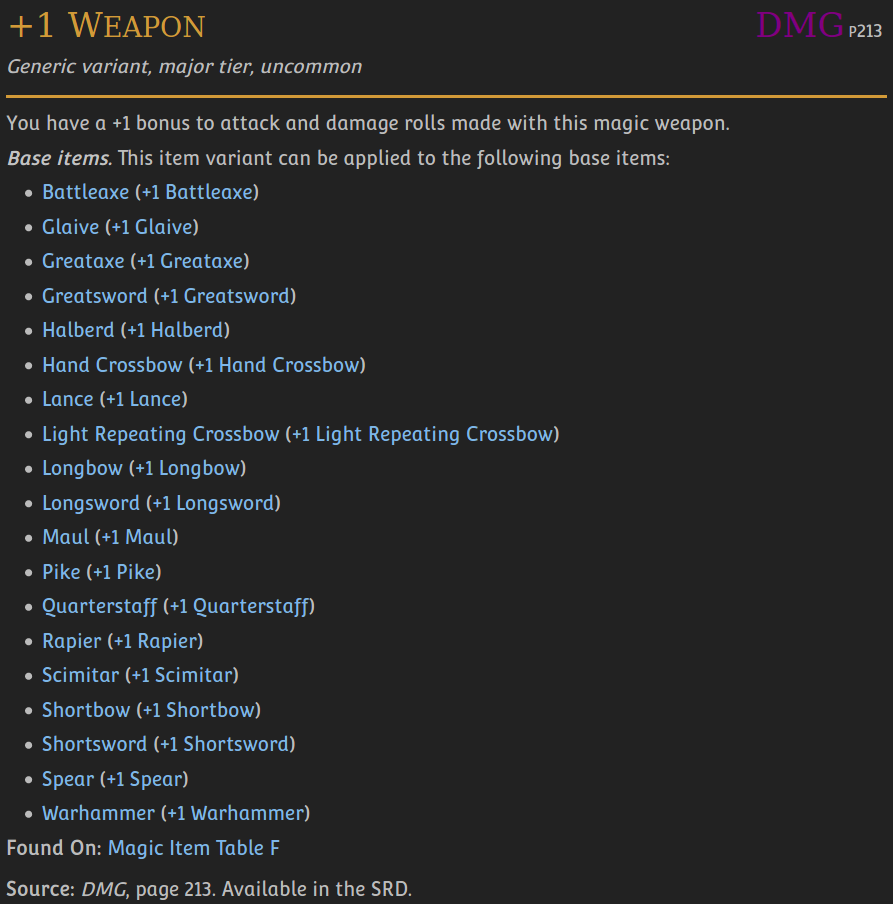 +1 Weapon DMG p213
Generic variant, major tier, uncommon
You have a +1 bonus to attack and damage rolls made with this magic weapon.
Base items. This item variant can be applied to the following base items:
• Battleaxe (+1 Battleaxe)
• Glaive (+1 Glaive)
• Greataxe (+1 Greataxe)
• Greatsword (+1 Greatsword)
• Halberd (+1 Halberd)
• Hand Crossbow (+1 Hand Crossbow)
• Lance (+1 Lance)
• Light Repeating Crossbow (+1 Light Repeating Crossbow)
• Longbow (+1 Longbow)
• Longsword (+1 Longsword)
• Maul (+1 Maul)
• Pike (+1 Pike)
• Quarterstaff (+1 Quarterstaff)
• Rapier (+1 Rapier)
• Scimitar (+1 Scimitar)
• Shortbow (+1 Shortbow)
• Shortsword (+1 Shortsword)
• Spear (+1 Spear)
• Warhammer (+1 Warhammer)
Found On: Magic Item Table F
Source: DMG, page 213. Available in the SRD.